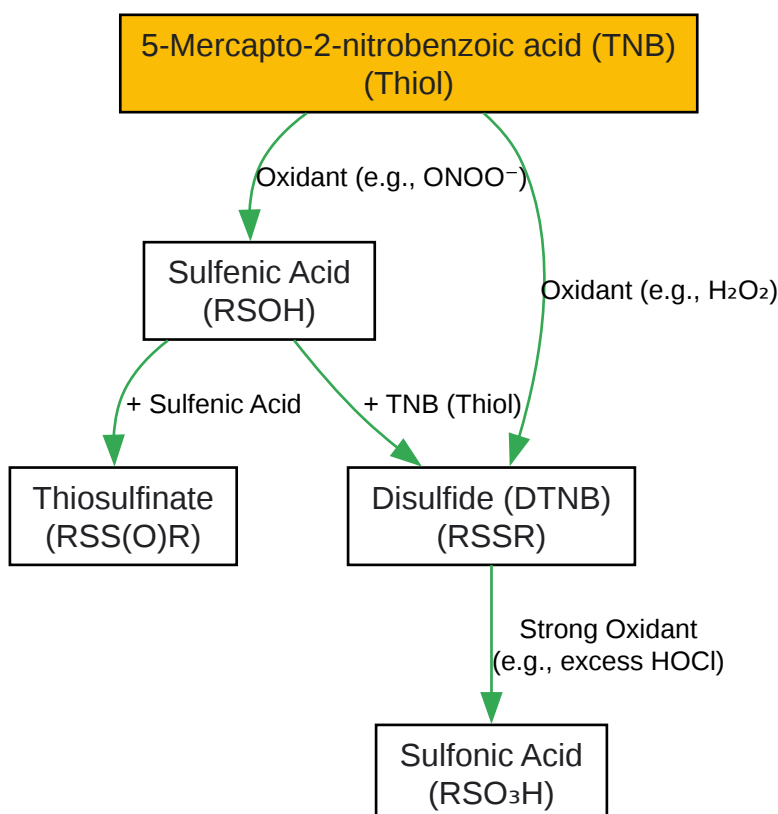 5-Mercapto-2-nitrobenzoic acid (TNB)
(Thiol)
Oxidant (e.g., ONOO⁻)
Sulfenic Acid
(RSOH)
Oxidant (e.g., H₂O₂)
+ Sulfenic Acid
+ TNB (Thiol)
Thiosulfinate
(RSS(O)R)
Disulfide (DTNB)
(RSSR)
Strong Oxidant
(e.g., excess HOCl)
Sulfonic Acid
(RSO₃H)